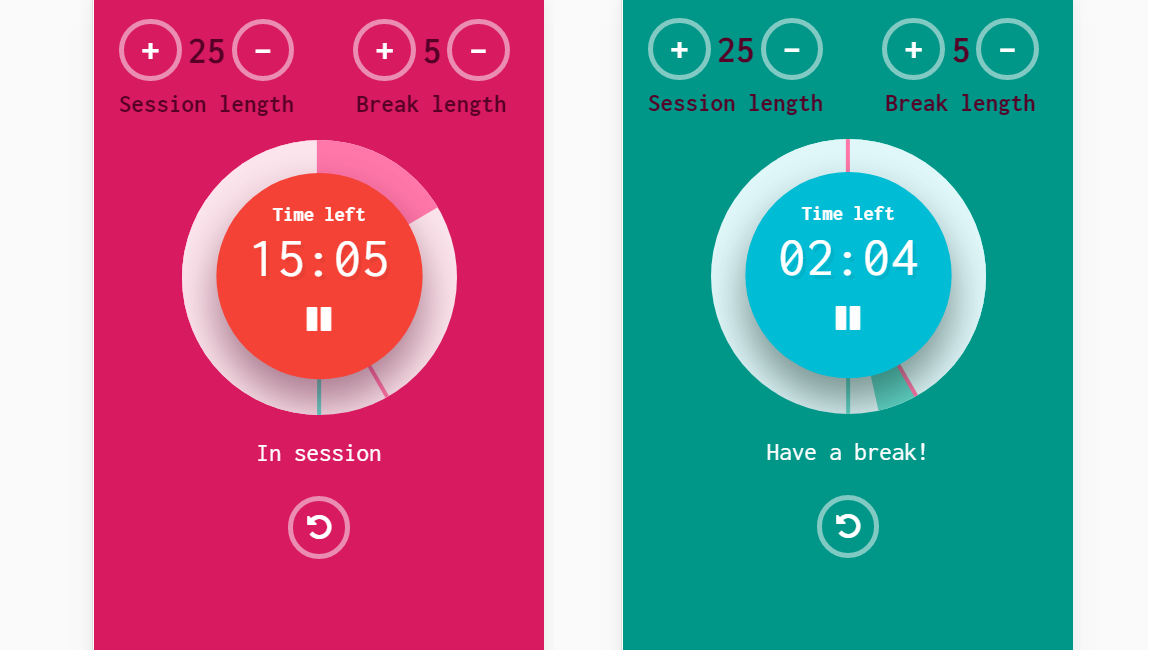 + 25 − + 5 −
Session length Break length
Time left
15:05
In session
+ 25 − + 5 −
Session length Break length
Time left
02:04
Have a break!